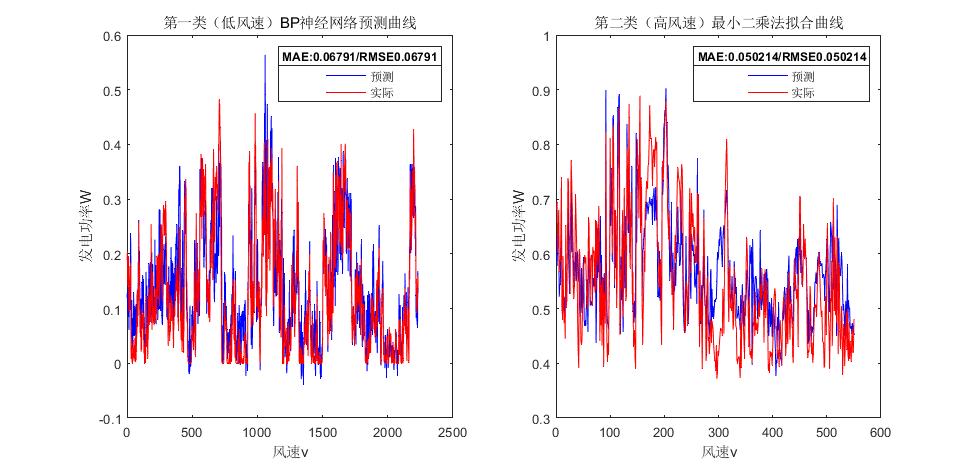 第一类（低风速）BP神经网络预测曲线
MAE:0.06791/RMSE0.06791
预测
实际
0.6
0.5
0.4
0.3
0.2
0.1
0
-0.1
发电功率W
0
500
1000
1500
2000
2500
风速v
第二类（高风速）最小二乘法拟合曲线
MAE:0.050214/RMSE0.050214
预测
实际
1
0.9
0.8
0.7
0.6
0.5
0.4
0.3
发电功率W
0
100
200
300
400
500
600
风速v